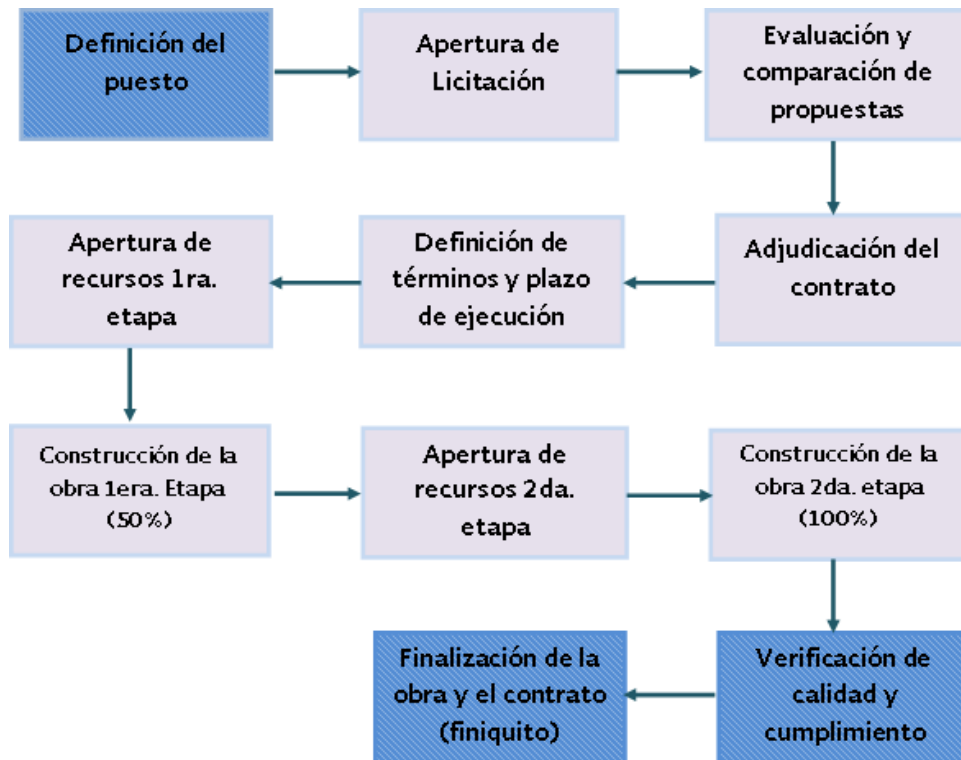 Definición del
puesto
Apertura de
Licitación
Evaluación y
comparación de
propuestas
Adjudicación del
contrato
Definición de
términos y plazo
de ejecución
Apertura de
recursos 1ra.
etapa
Construcción de la
obra 1era. Etapa
(50%)
Apertura de
recursos 2da.
etapa
Construcción de la
obra 2da. etapa
(100%)
Verificación de
calidad y
cumplimiento
Finalización de la
obra y el contrato
(finiquito)